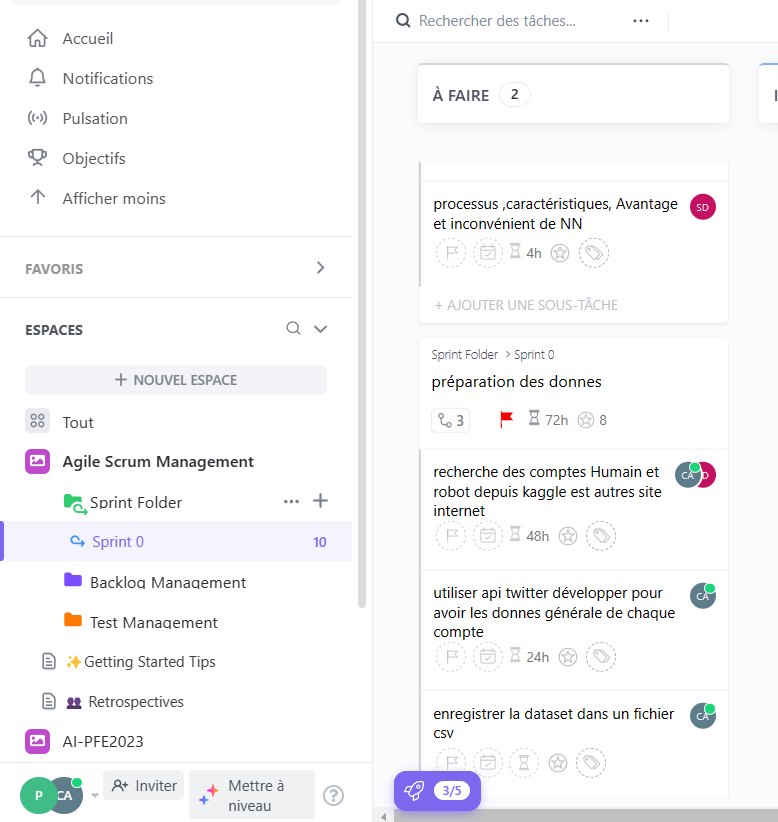 Accueil
Notifications
Pulsation
Objectifs
Afficher moins
FAVORIS
ESPACES
+ NOUVEL ESPACE
Tout
Agile Scrum Management
Sprint Folder
Sprint 0
10
Backlog Management
Test Management
Getting Started Tips
Retrospectives
AI-PFE2023
P
CA
Inviter
Mettre à
niveau
Rechercher des tâches...
À FAIRE
2
processus ,caractéristiques, Avantage
et inconvénient de NN
SD
4h
+ AJOUTER UNE SOUS-TÂCHE
Sprint Folder > Sprint 0
préparation des donnes
3
72h
8
recherche des comptes Humain et
robot depuis kaggle est autres site
internet
CA
48h
utiliser api twitter développer pour
avoir les donnes générale de chaque
compte
CA
24h
enregistrer la dataset dans un fichier
csv
CA
3/5